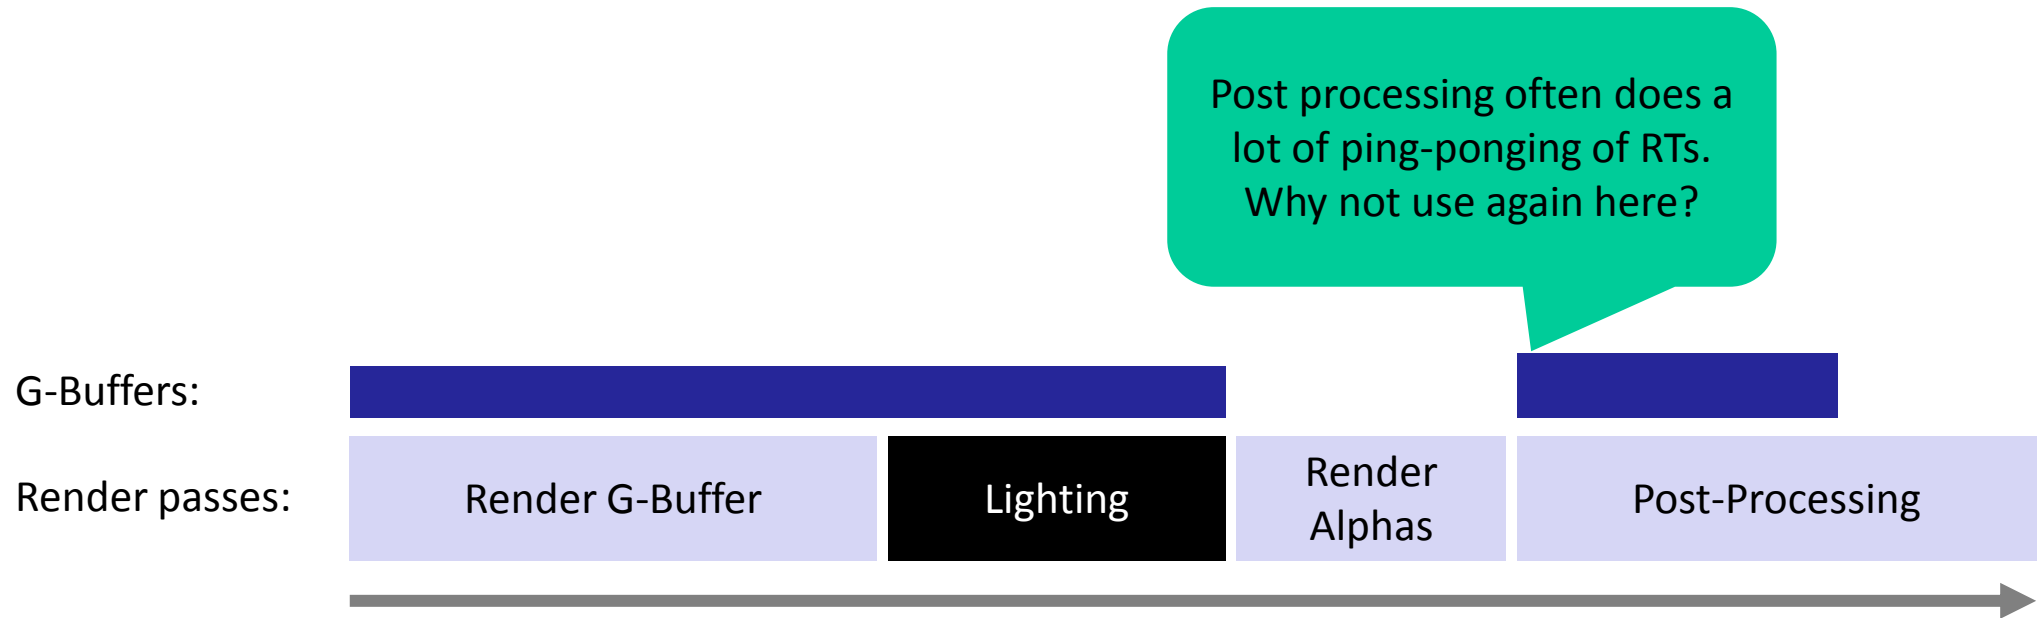 Post processing often does a
lot of ping-ponging of RTs.
Why not use again here?
G-Buffers:
Render passes:
Render G-Buffer
Lighting
Render
Alphas
Post-Processing